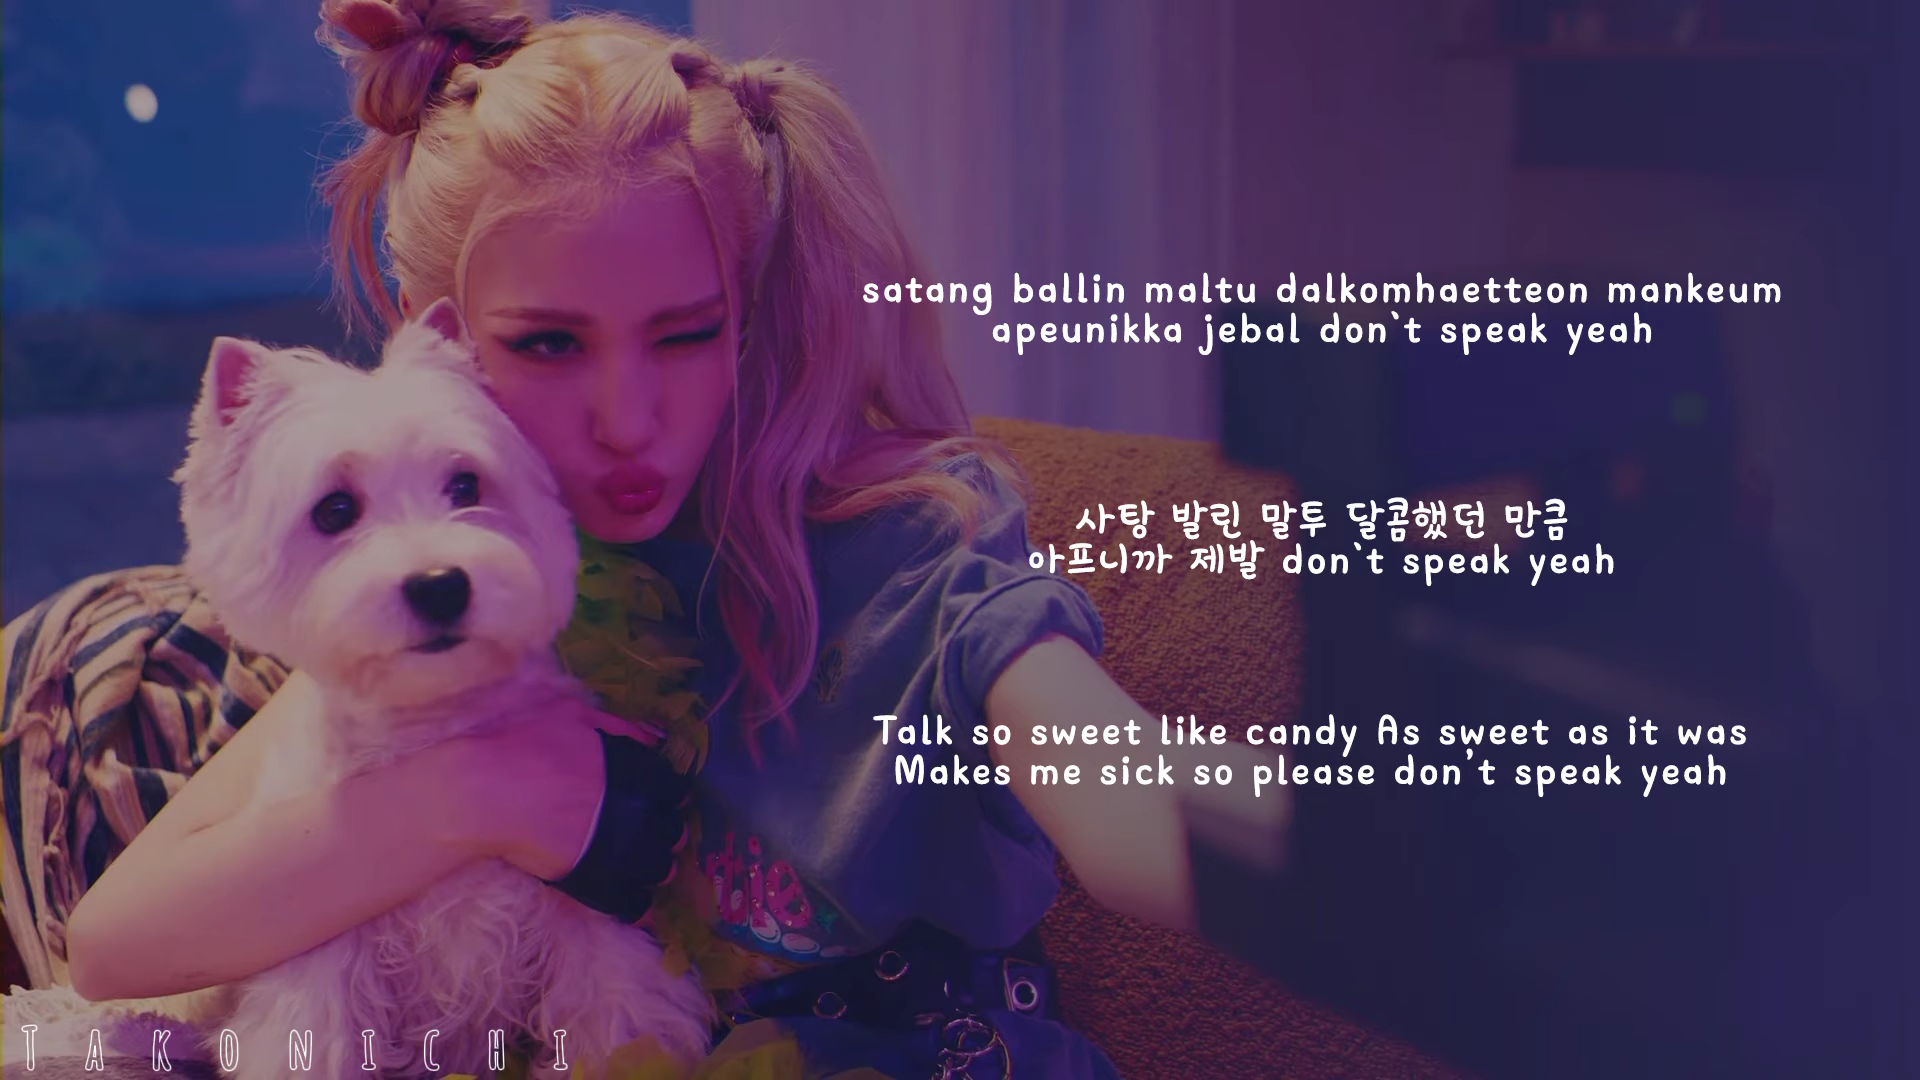 satang ballin maltu dalkomhaetteon mankeum
apeunikka jebal don`t speak yeah
사탕 발린 말투 달콤했던 만큼
아프니까 제발 don`t speak yeah
Talk so sweet like candy As sweet as it was
Makes me sick so please don't speak yeah
tie
TAKONICHI